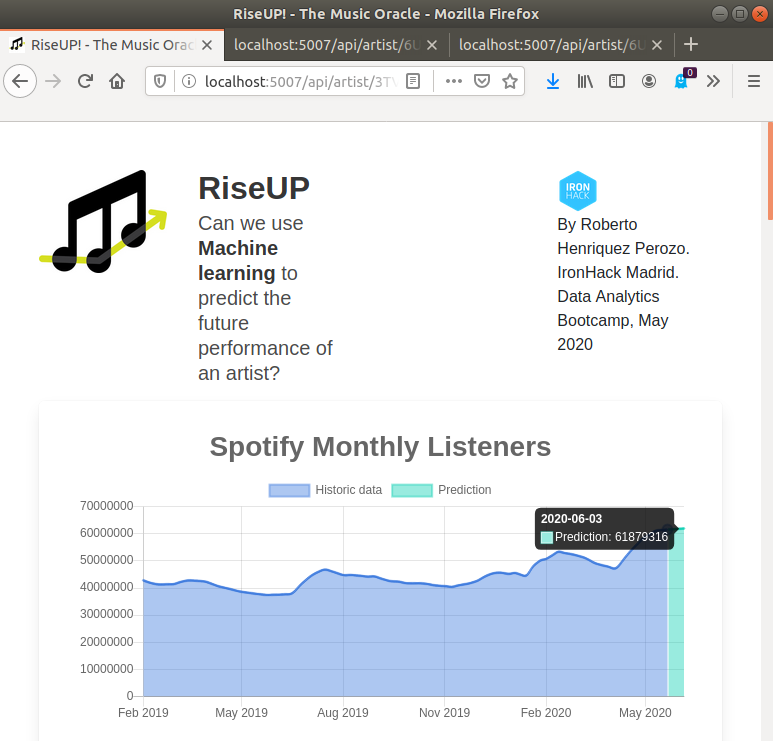 RiseUP! - The Music Oracle - Mozilla Firefox
RiseUP! - The Music Orac
localhost:5007/api/artist/6U
localhost:5007/api/artist/6U
localhost:5007/api/artist/3TV
0
RiseUP
Can we use
Machine
learning to
predict the
future
performance of
an artist?
IRON
HACK
By Roberto
Henriquez Perozo.
IronHack Madrid.
Data Analytics
Bootcamp, May
2020
Spotify Monthly Listeners
Historic data
Prediction
70000000
60000000
50000000
40000000
30000000
20000000
10000000
0
2020-06-03
Prediction: 61879316
Feb 2019
May 2019
Aug 2019
Nov 2019
Feb 2020
May 2020